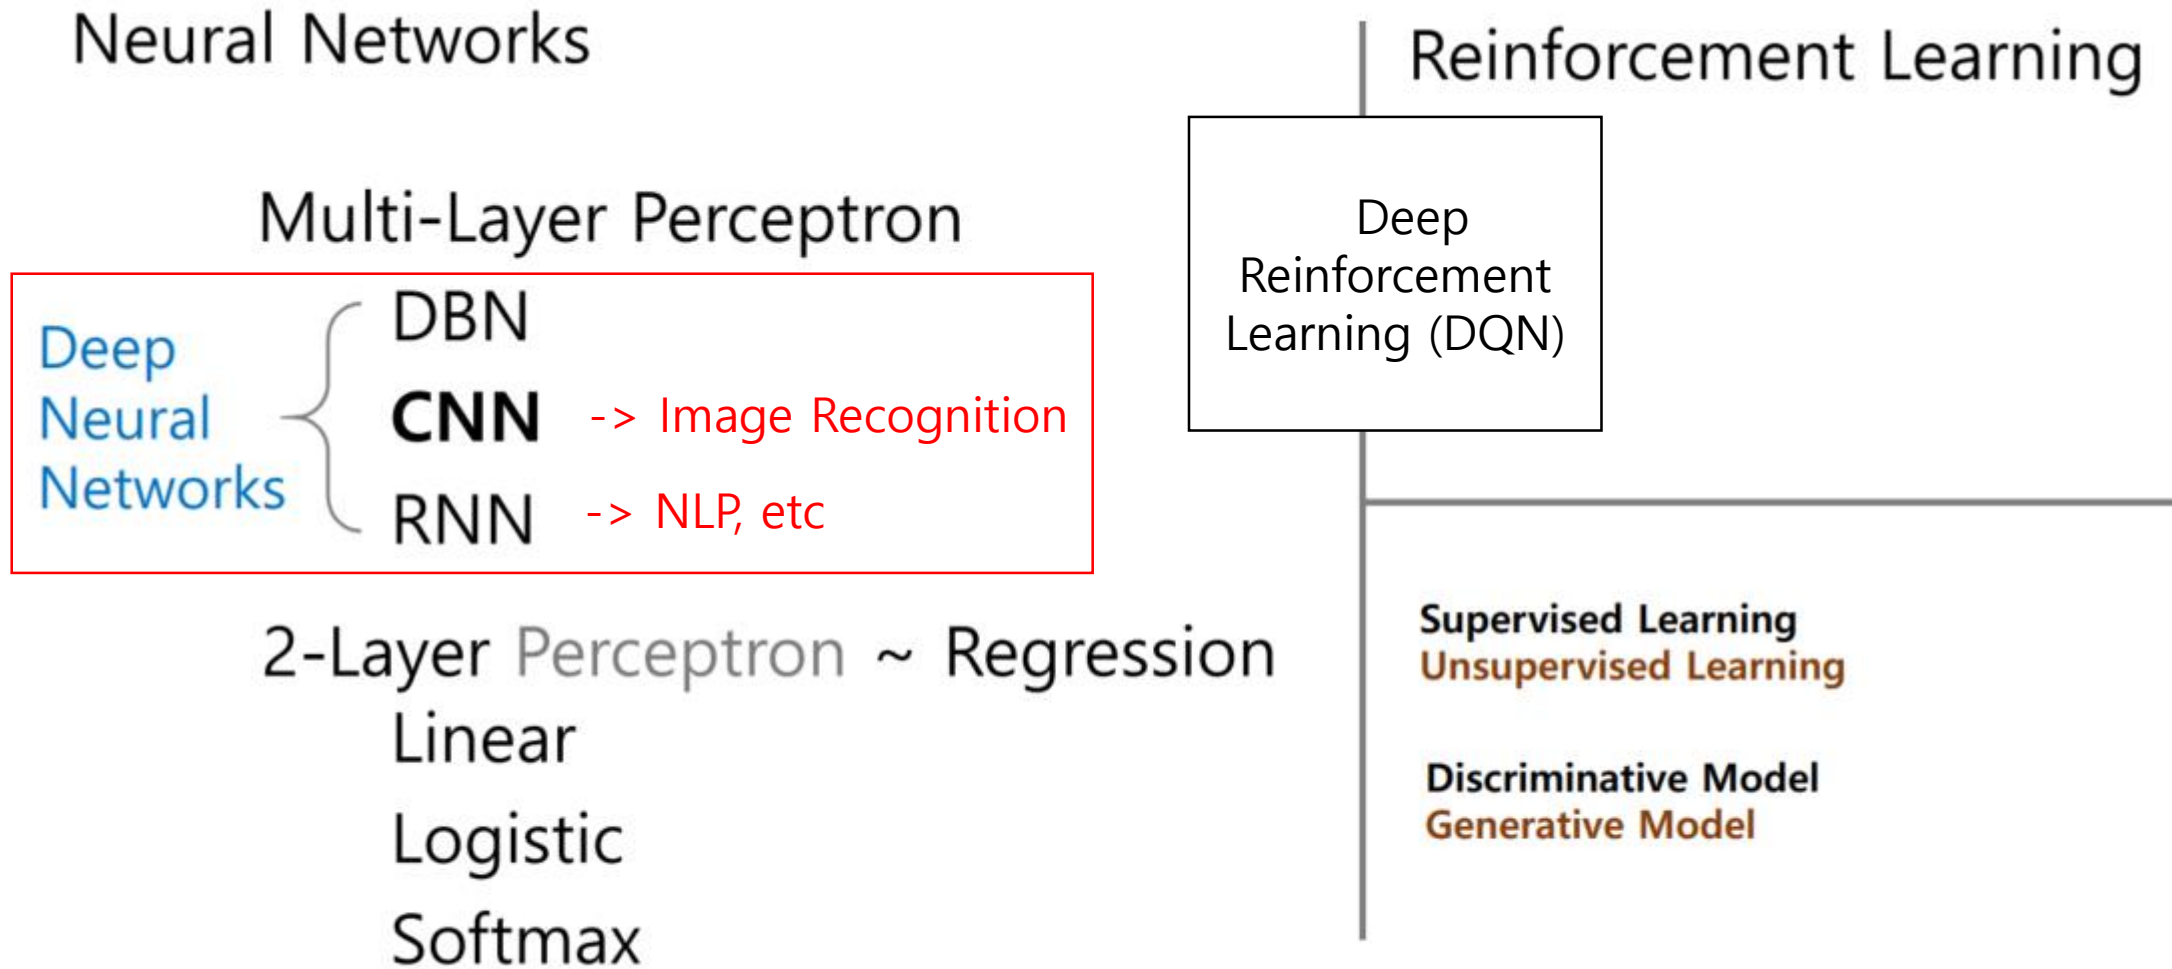 Neural Networks
Multi-Layer Perceptron
Deep
Neural
Networks
DBN
CNN -> Image Recognition
RNN -> NLP, etc
2-Layer Perceptron ~ Regression
Linear
Logistic
Softmax
Reinforcement Learning
Deep
Reinforcement
Learning (DQN)
Supervised Learning
Unsupervised Learning
Discriminative Model
Generative Model